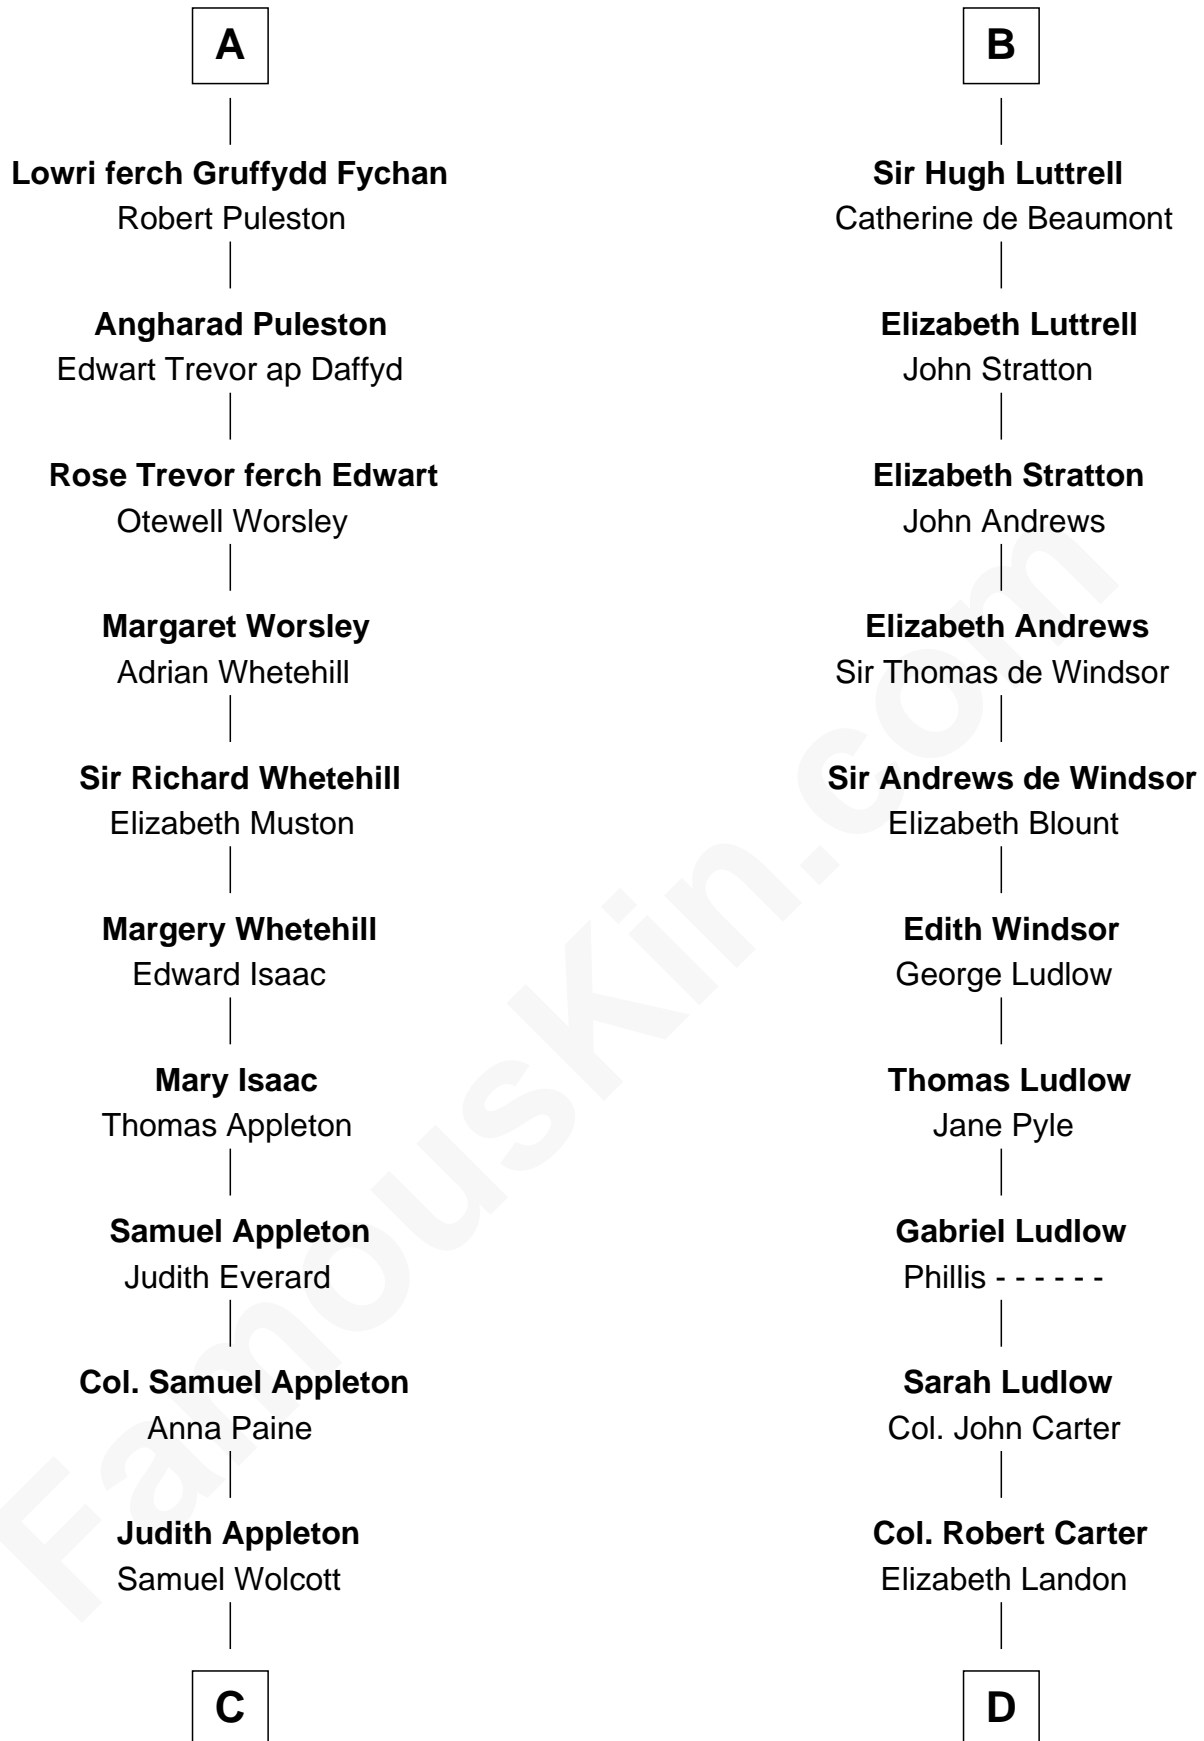 A
Lowri ferch Gruffydd Fychan
Robert Puleston
Angharad Puleston
Edwart Trevor ap Daffyd
Rose Trevor ferch Edwart
Otewell Worsley
Margaret Worsley
Adrian Whetehill
Sir Richard Whetehill
Elizabeth Muston
Margery Whetehill
Edward Isaac
Mary Isaac
Thomas Appleton
Samuel Appleton
Judith Everard
Col. Samuel Appleton
Anna Paine
Judith Appleton
Samuel Wolcott
C
B
Sir Hugh Luttrell
Catherine de Beaumont
Elizabeth Luttrell
John Stratton
Elizabeth Stratton
John Andrews
Elizabeth Andrews
Sir Thomas de Windsor
Sir Andrews de Windsor
Elizabeth Blount
Edith Windsor
George Ludlow
Thomas Ludlow
Jane Pyle
Gabriel Ludlow
Phillis - - - - - -
Sarah Ludlow
Col. John Carter
Col. Robert Carter
Elizabeth Landon
D
FamousKin.com